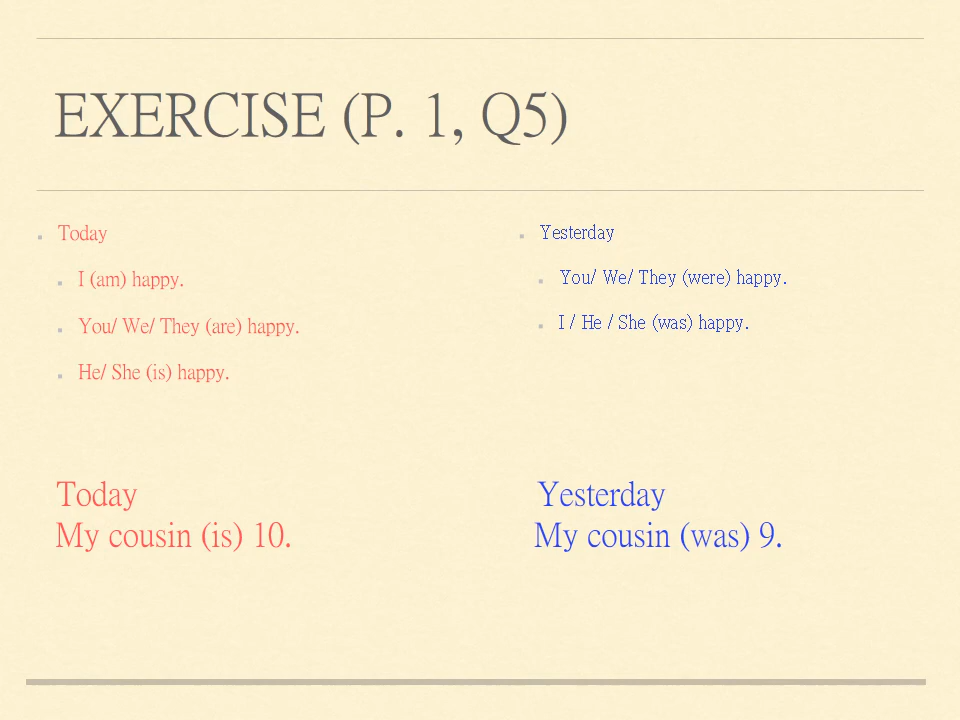 EXERCISE (P. 1, Q5)
Today
I (am) happy.
You/ We/ They (are) happy.
He/ She (is) happy.
Yesterday
You/ We/ They (were) happy.
I / He / She (was) happy.
Today
My cousin (is) 10.
Yesterday
My cousin (was) 9.